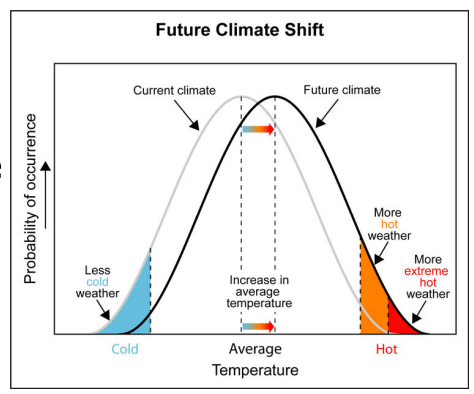 Future Climate Shift
Current climate
Future climate
Probability of occurrence
More
hot
weather
Less
cold
weather
Increase in
average
temperature
More
extreme
hot
weather
Cold
Average
Hot
Temperature